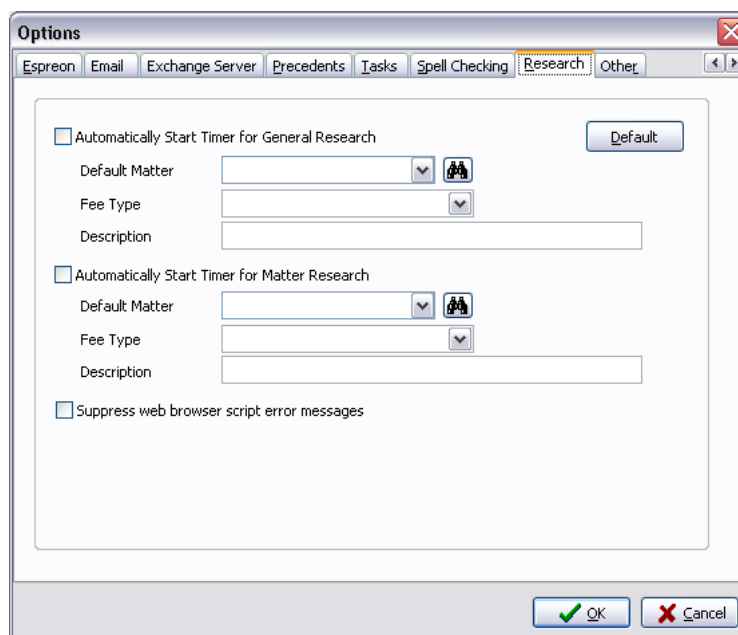 Options
Espreon Email Exchange Server Precedents Tasks Spell Checking Research Other
Automatically Start Timer for General Research Default
Default Matter
Fee Type
Description
Automatically Start Timer for Matter Research
Default Matter
Fee Type
Description
Suppress web browser script error messages
OK Cancel